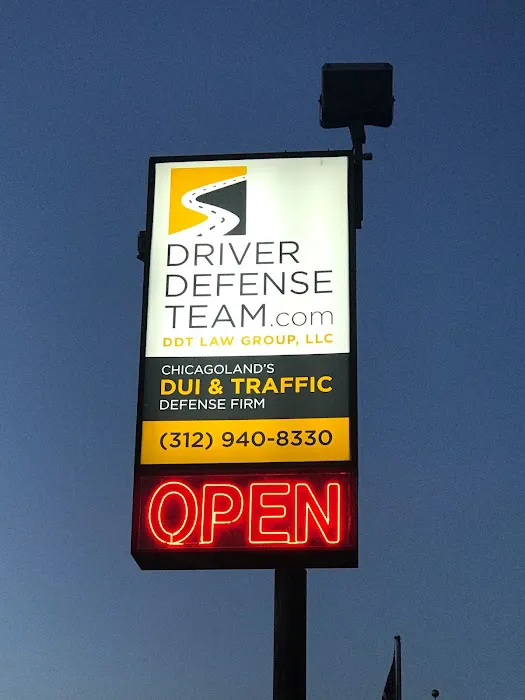 DRIVER
DEFENSE
TEAM.com
DDT LAW GROUP, LLC
CHICAGOLAND'S
DUI & TRAFFIC
DEFENSE FIRM
(312) 940-8330
OPEN